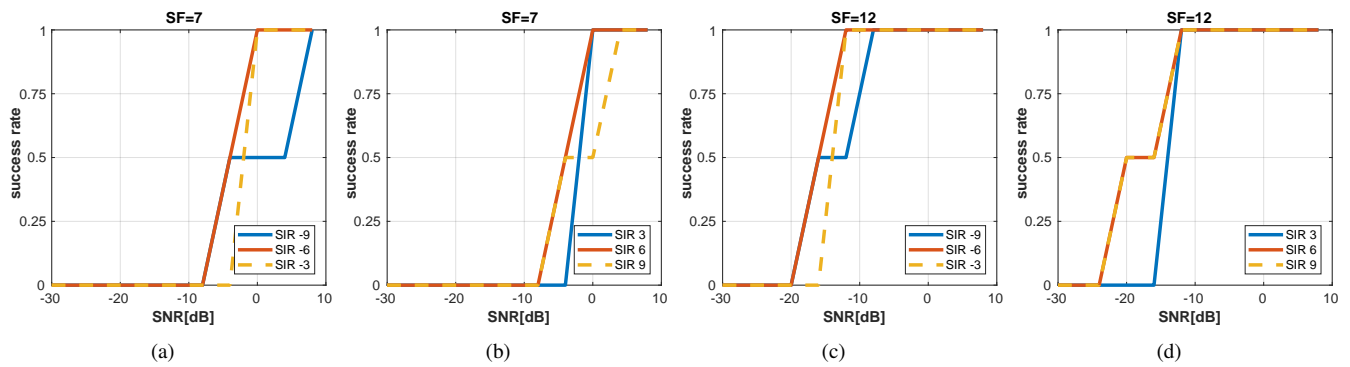 SF=7
1
0.75
0.5
0.25
0
success rate
-30
-20
-10
0
10
SNR[dB]
SIR -9
SIR -6
SIR -3
(a)
SF=7
1
0.75
0.5
0.25
0
success rate
-30
-20
-10
0
10
SNR[dB]
SIR 3
SIR 6
SIR 9
(b)
SF=12
1
0.75
0.5
0.25
0
success rate
-30
-20
-10
0
10
SNR[dB]
SIR -9
SIR -6
SIR -3
(c)
SF=12
1
0.75
0.5
0.25
0
success rate
-30
-20
-10
0
10
SNR[dB]
SIR 3
SIR 6
SIR 9
(d)